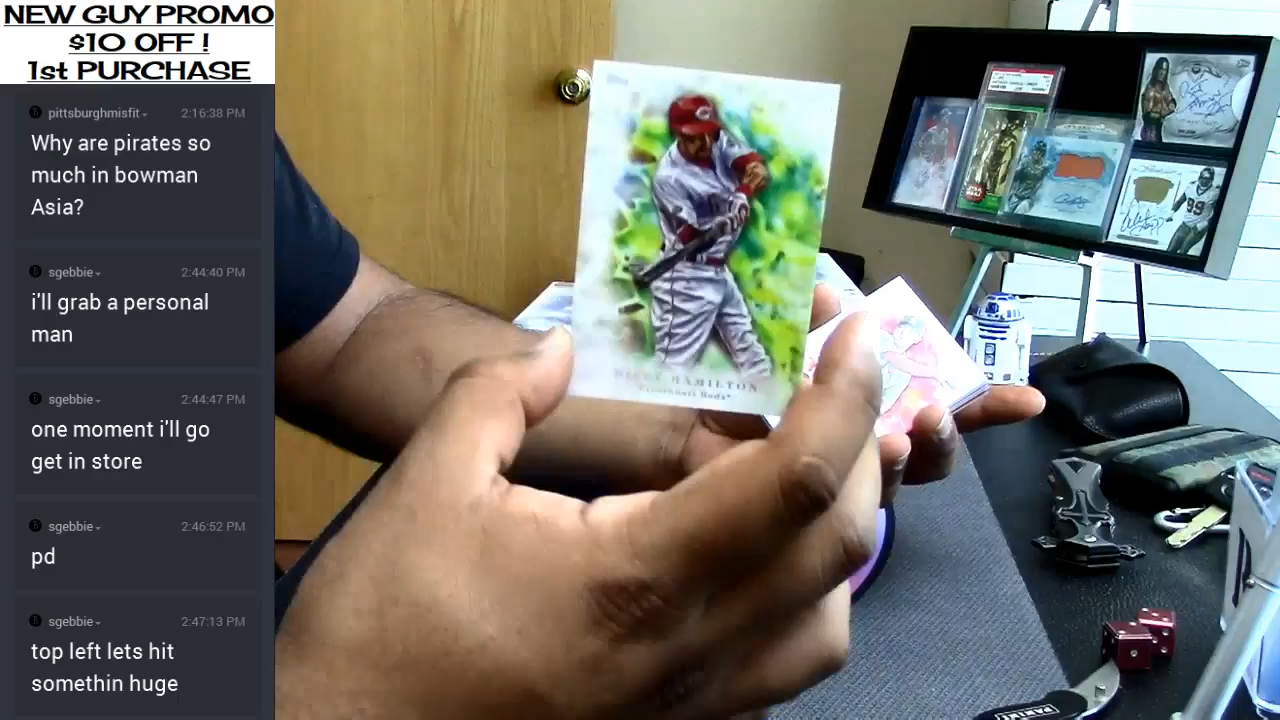 NEW GUY PROMO
$10 OFF !
1st PURCHASE
pittsburghmisfit 2:16:38 PM
Why are pirates so
much in bowman
Asia?
sgebbie 2:44:40 PM
i'll grab a personal
man
sgebbie 2:44:47 PM
one moment i'll go
get in store
sgebbie 2:46:52 PM
pd
sgebbie 2:47:13 PM
top left lets hit
somethin huge
HAMILTON
Cincinnati Reds
PANINI